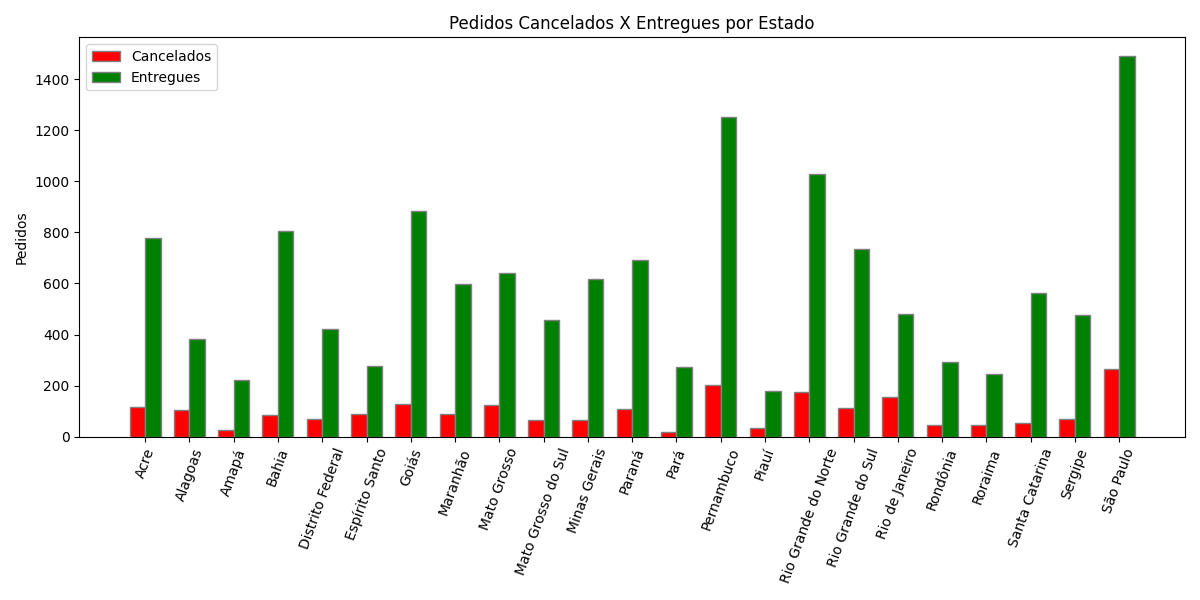 Pedidos Cancelados X Entregues por Estado
Cancelados
Entregues
Pedidos
1400
1200
1000
800
600
400
200
0
Acre
Alagoas
Amapá
Bahia
Distrito Federal
Espírito Santo
Goiás
Maranhão
Mato Grosso
Mato Grosso do Sul
Minas Gerais
Paraná
Pará
Pernambuco
Piauí
Rio Grande do Norte
Rio Grande do Sul
Rio de Janeiro
Rondônia
Roraima
Santa Catarina
Sergipe
São Paulo